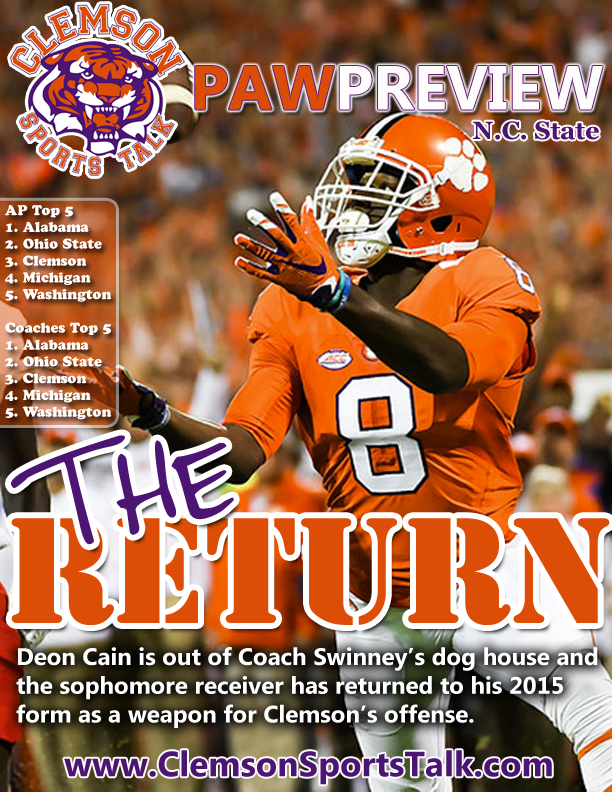 CLEMSON
SPORTS TALK
PAWPREVIEW
N.C. State
AP Top 5
1. Alabama
2. Ohio State
3. Clemson
4. Michigan
5. Washington
Coaches Top 5
1. Alabama
2. Ohio State
3. Clemson
4. Michigan
5. Washington
8
8
THE
RETURN
Deon Cain is out of Coach Swinney's dog house and
the sophomore receiver has returned to his 2015
form as a weapon for Clemson's offense.
www.ClemsonSportsTalk.com